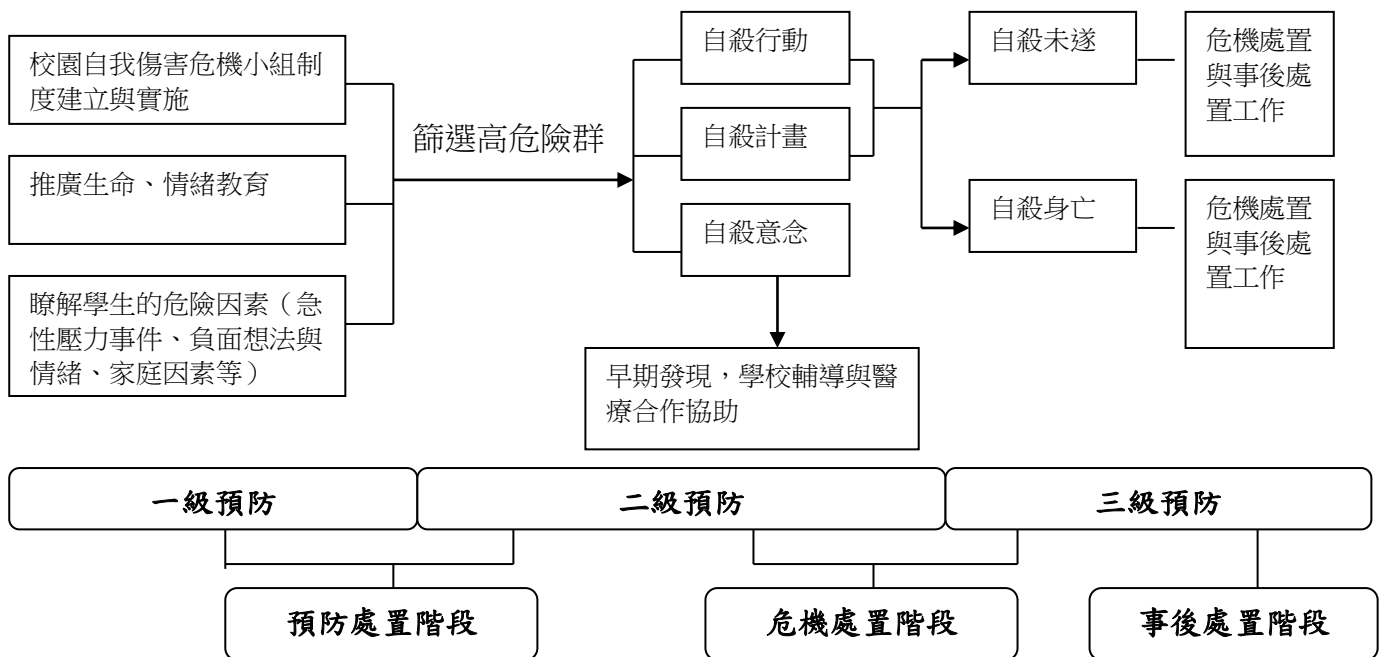 校園自我傷害危機小組制
度建立與實施
推廣生命、情緒教育
瞭解學生的危險因素（急
性壓力事件、負面想法與
情緒、家庭因素等）
篩選高危險群
自殺行動
自殺計畫
自殺意念
早期發現，學校輔導與醫
療合作協助
自殺未遂
自殺身亡
危機處置
與事後處
置工作
危機處置
與事後處
置工作
一級預防
二級預防
三級預防
預防處置階段
危機處置階段
事後處置階段